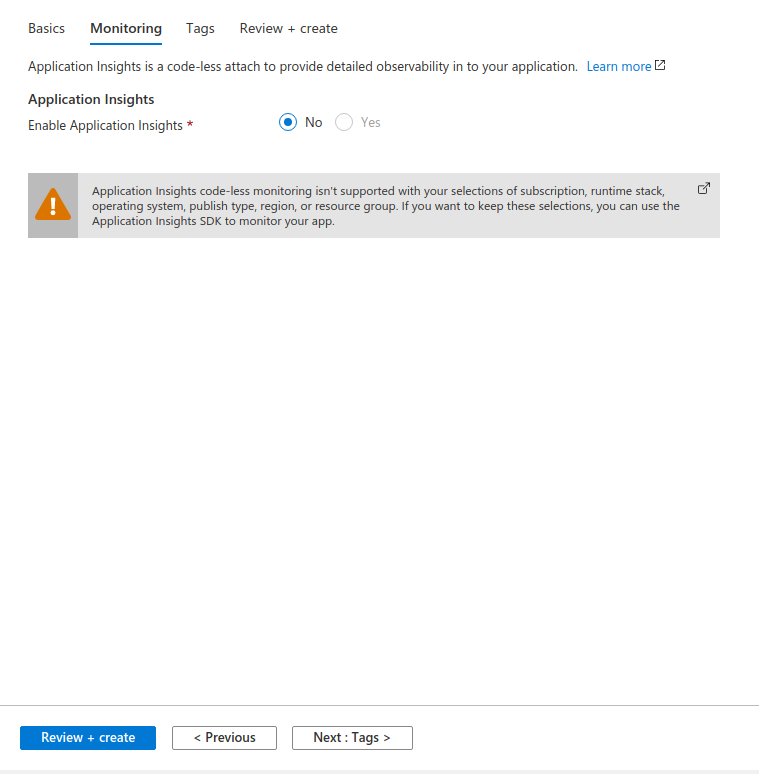 Basics Monitoring Tags Review + create
Application Insights is a code-less attach to provide detailed observability in to your application. Learn more
Application Insights
Enable Application Insights * No Yes
Application Insights code-less monitoring isn't supported with your selections of subscription, runtime stack,
operating system, publish type, region, or resource group. If you want to keep these selections, you can use the
Application Insights SDK to monitor your app.
Review + create < Previous Next : Tags >